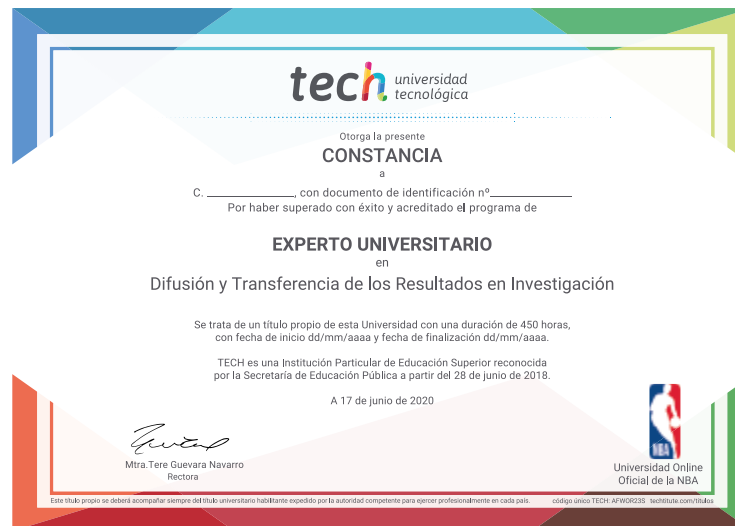 tech universidad
tecnológica
Otorga la presente
CONSTANCIA
a
C. ______________, con documento de identificación nº______________
Por haber superado con éxito y acreditado el programa de
EXPERTO UNIVERSITARIO
en
Difusión y Transferencia de los Resultados en Investigación
Se trata de un título propio de esta Universidad con una duración de 450 horas,
con fecha de inicio dd/mm/aaaa y fecha de finalización dd/mm/aaaa.
TECH es una Institución Particular de Educación Superior reconocida
por la Secretaría de Educación Pública a partir del 28 de junio de 2018.
A 17 de junio de 2020
Mtra.Tere Guevara Navarro
Rectora
NBA
Universidad Online
Oficial de la NBA
Este título propio se deberá acompañar siempre del título universitario habilitante expedido por la autoridad competente para ejercer profesionalmente en cada país. código único TECH: AFWOR23S techtitute.com/titulos